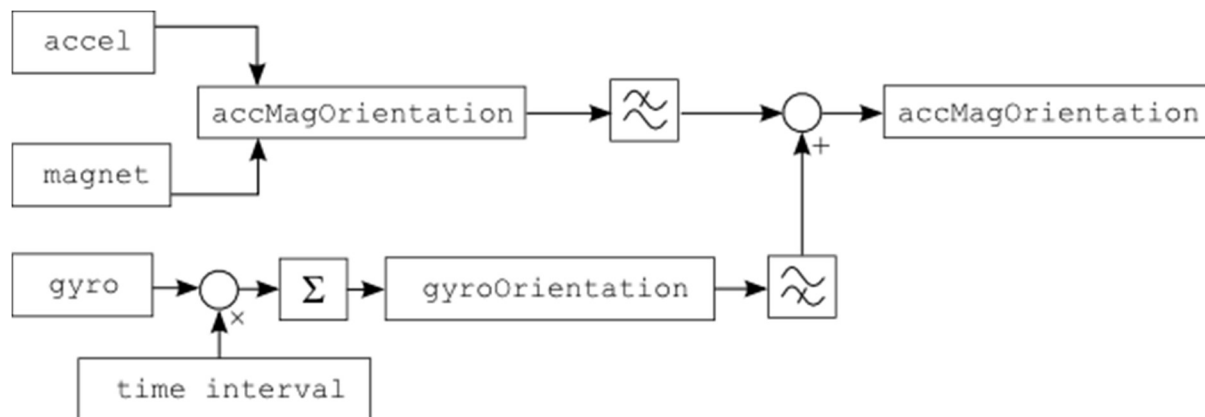 accel
accMagOrientation
accMagOrientation
magnet
+
gyro
×
Σ
gyroOrientation
time interval